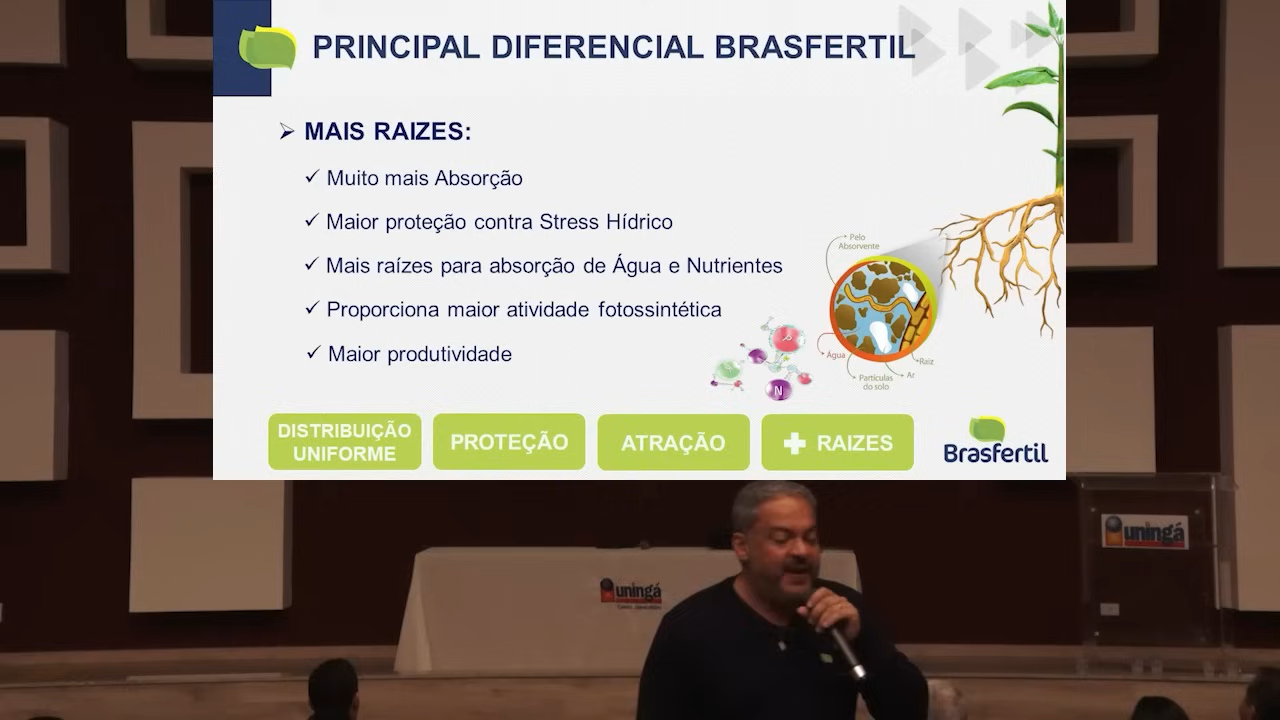 PRINCIPAL DIFERENCIAL BRASFERTIL
MAIS RAIZES:
Muito mais Absorção
Maior proteção contra Stress Hídrico
Mais raízes para absorção de Água e Nutrientes
Proporciona maior atividade fotossintética
Maior produtividade
Pelo
Absorvente
Água
Partículas
do solo
Ar
Raiz
N
DISTRIBUIÇÃO
UNIFORME
PROTEÇÃO
ATRAÇÃO
+ RAIZES
Brasfertil
uningá
uningá